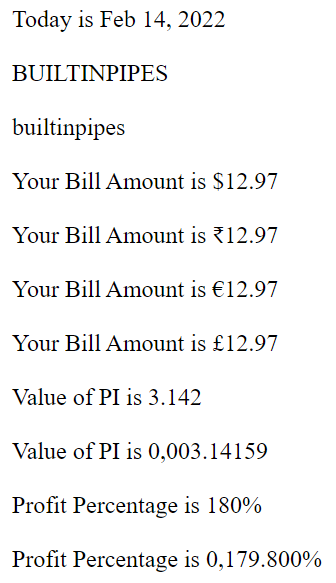 Today is Feb 14, 2022
BUILTINPIPES
builtinpipes
Your Bill Amount is $12.97
Your Bill Amount is ₹12.97
Your Bill Amount is €12.97
Your Bill Amount is £12.97
Value of PI is 3.142
Value of PI is 0,003.14159
Profit Percentage is 180%
Profit Percentage is 0,179.800%